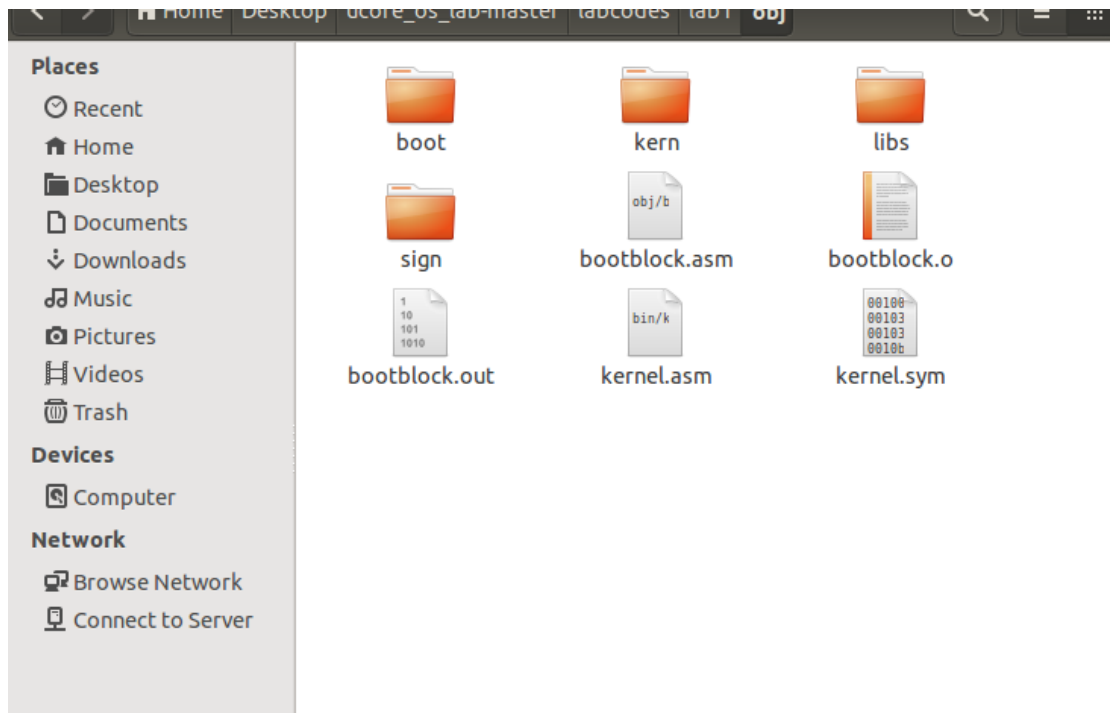 Home Desktop ucore_os_lab-master labcodes lab1 obj
Places
Recent
Home
Desktop
Documents
Downloads
Music
Pictures
Videos
Trash
Devices
Computer
Network
Browse Network
Connect to Server
boot kern libs
obj/b
sign bootblock.asm bootblock.o
1
10
101
1010
bin/k
00100
00103
00103
0010b
bootblock.out kernel.asm kernel.sym